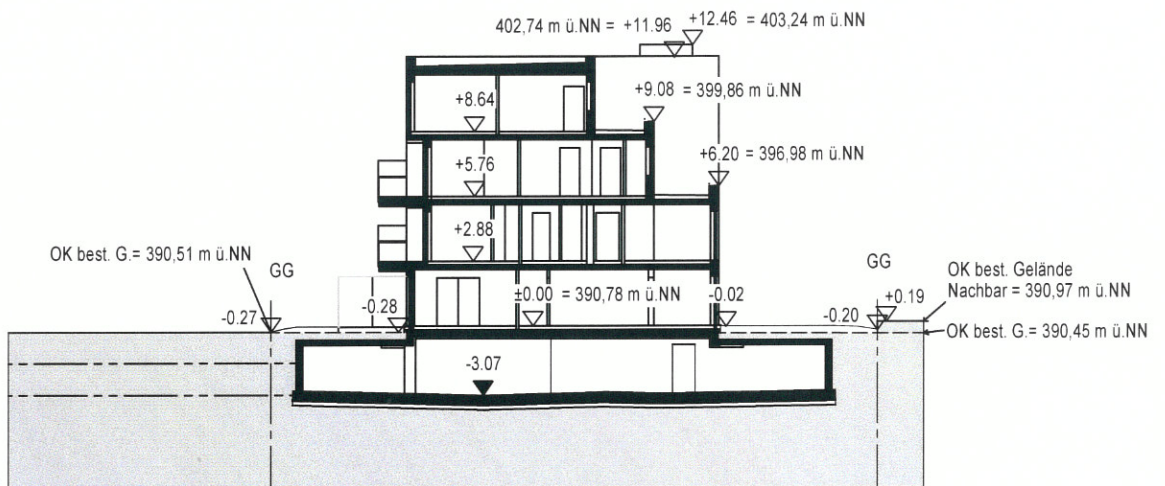 402,74 m ü.NN = +11.96
+12.46 = 403,24 m ü.NN
+9.08 = 399,86 m ü.NN
+8.64
+6.20 = 396,98 m ü.NN
+5.76
+2.88
OK best. G.= 390,51 m ü.NN
GG
GG
OK best. Gelände
Nachbar = 390,97 m ü.NN
±0.00 = 390,78 m ü.NN
-0.27
-0.28
-0.02
-0.20
+0.19
OK best. G.= 390,45 m ü.NN
-3.07